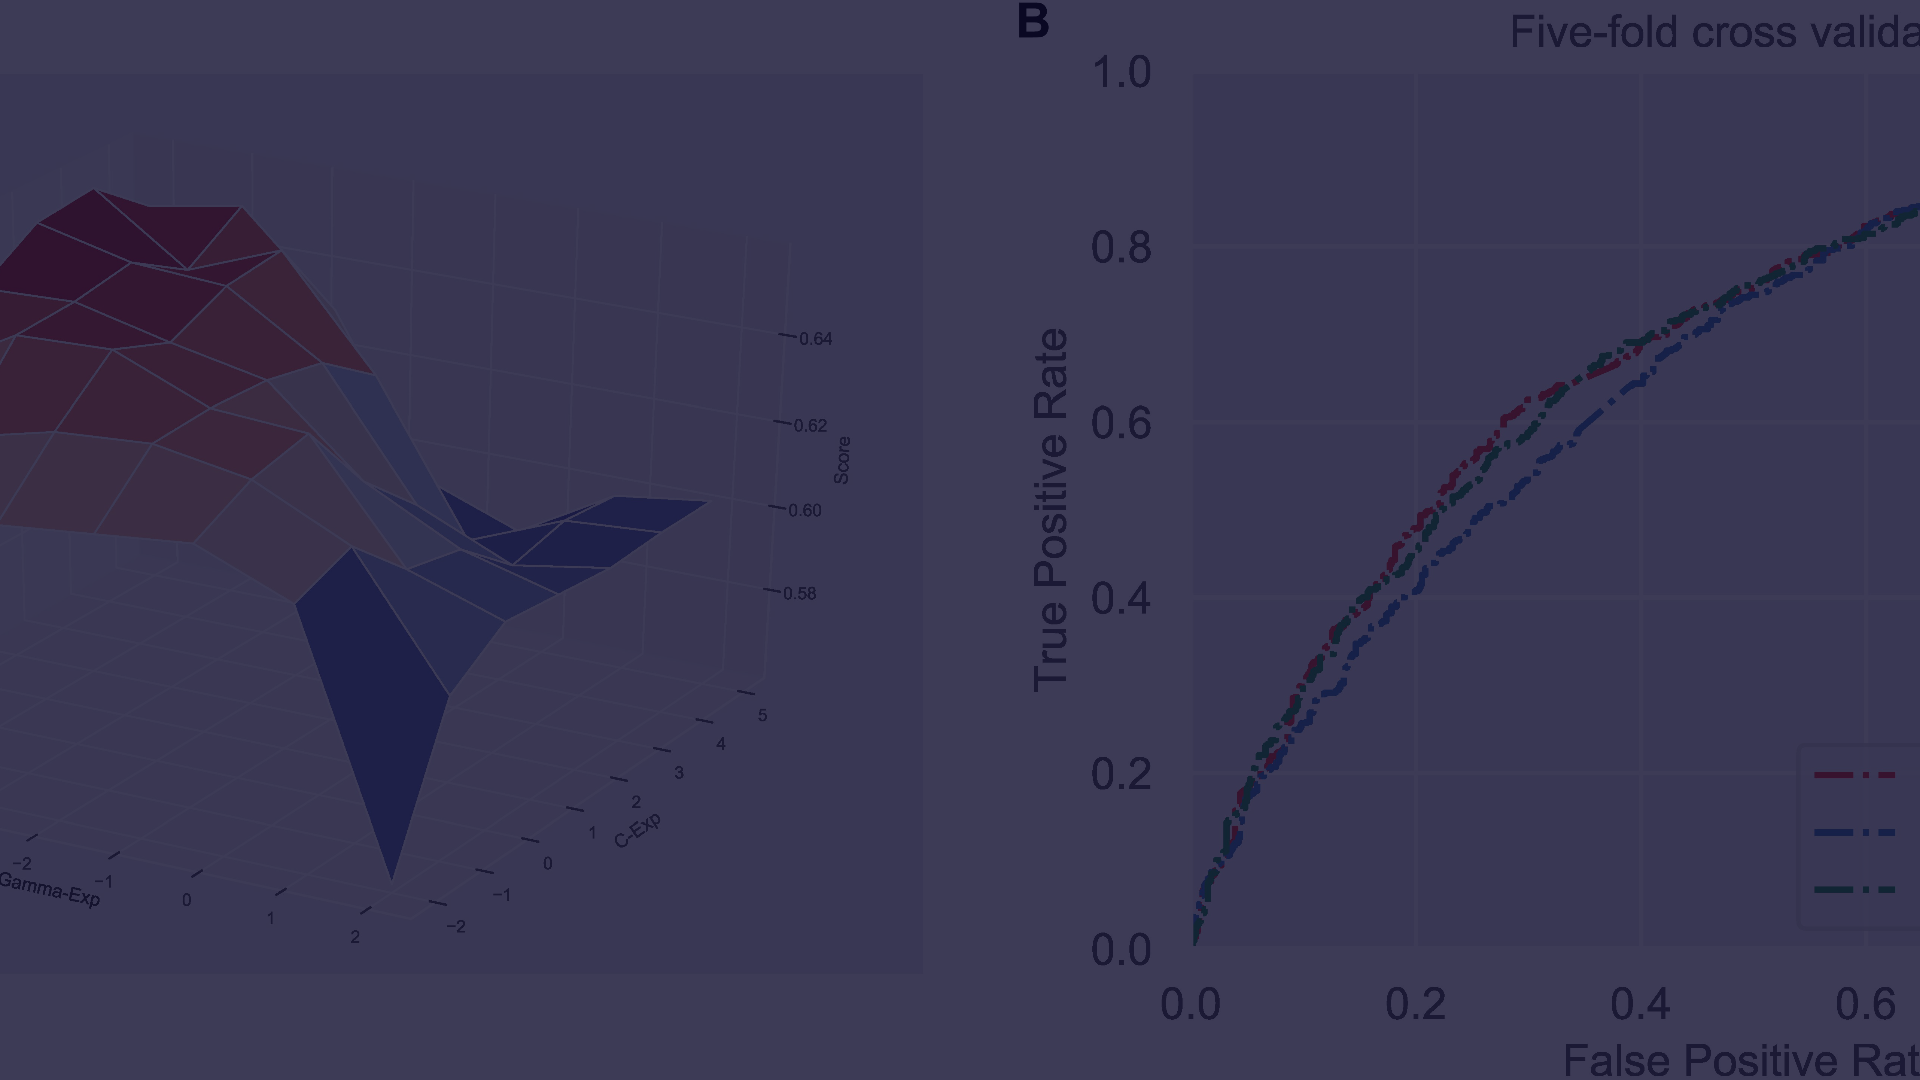 0.64
0.62
0.60
0.58
Score
5
4
3
2
1
0
−1
−2
C-Exp
−2
−1
0
1
2
Gamma-Exp
B
Five-fold cross valida
1.0
0.8
0.6
0.4
0.2
0.0
True Positive Rate
0.0 0.2 0.4 0.6
False Positive Rat